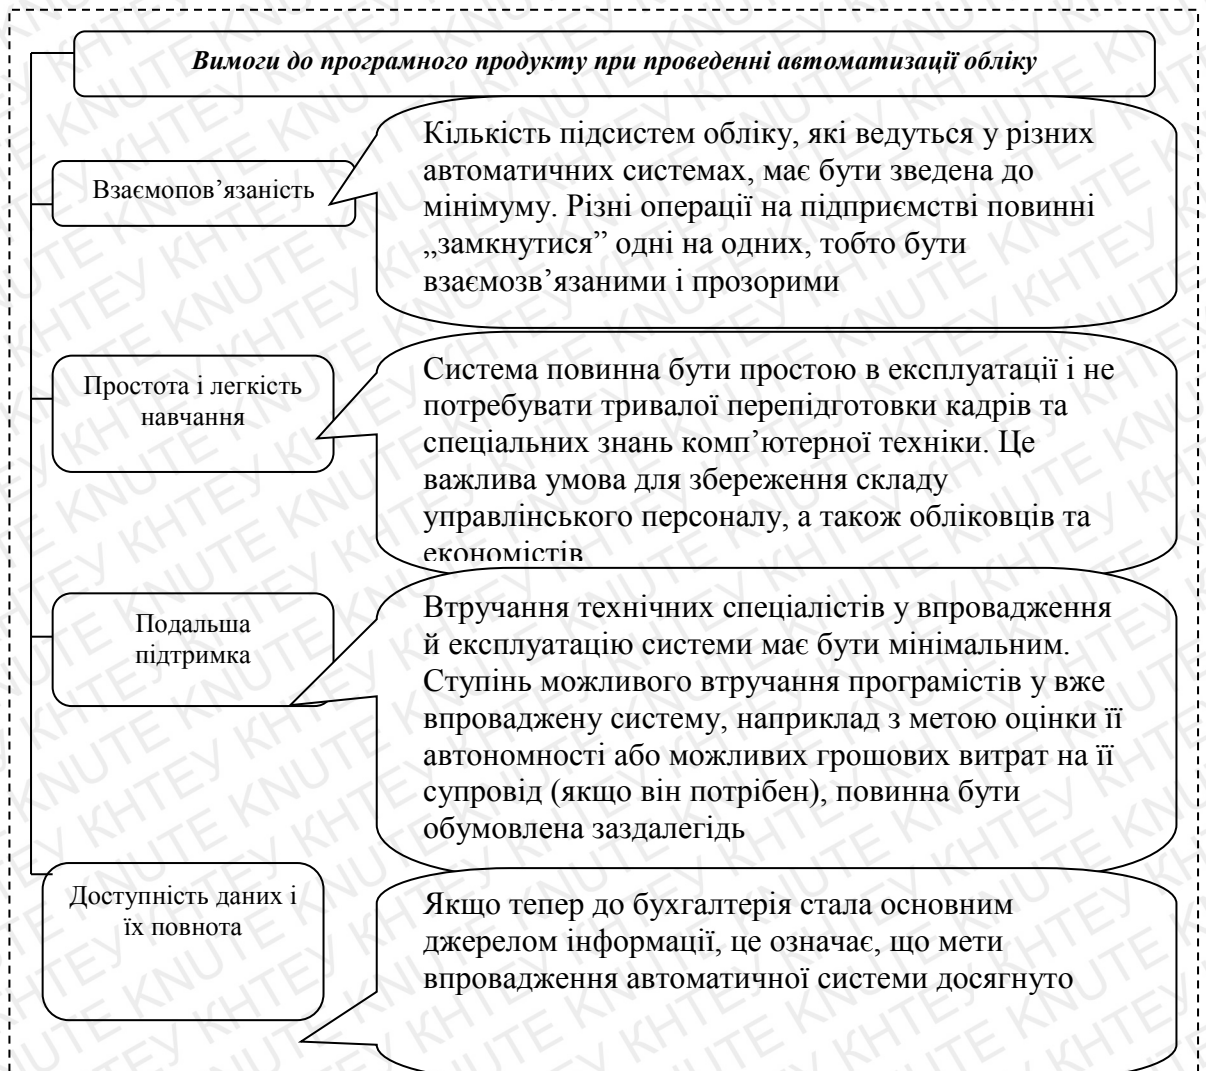 Вимоги до програмного продукту при проведенні автоматизації обліку
Взаємопов’язаність
Кількість підсистем обліку, які ведуться у різних
автоматичних системах, має бути зведена до
мінімуму. Різні операції на підприємстві повинні
„замкнутися” одні на одних, тобто бути
взаємозв’язаними і прозорими
Простота і легкість
навчання
Система повинна бути простою в експлуатації і не
потребувати тривалої перепідготовки кадрів та
спеціальних знань комп’ютерної техніки. Це
важлива умова для збереження складу
управлінського персоналу, а також обліковців та
економістів
Подальша
підтримка
Втручання технічних спеціалістів у впровадження
й експлуатацію системи має бути мінімальним.
Ступінь можливого втручання програмістів у вже
впроваджену систему, наприклад з метою оцінки її
автономності або можливих грошових витрат на її
супровід (якщо він потрібен), повинна бути
обумовлена заздалегідь
Доступність даних і
їх повнота
Якщо тепер до бухгалтерія стала основним
джерелом інформації, це означає, що мети
впровадження автоматичної системи досягнуто